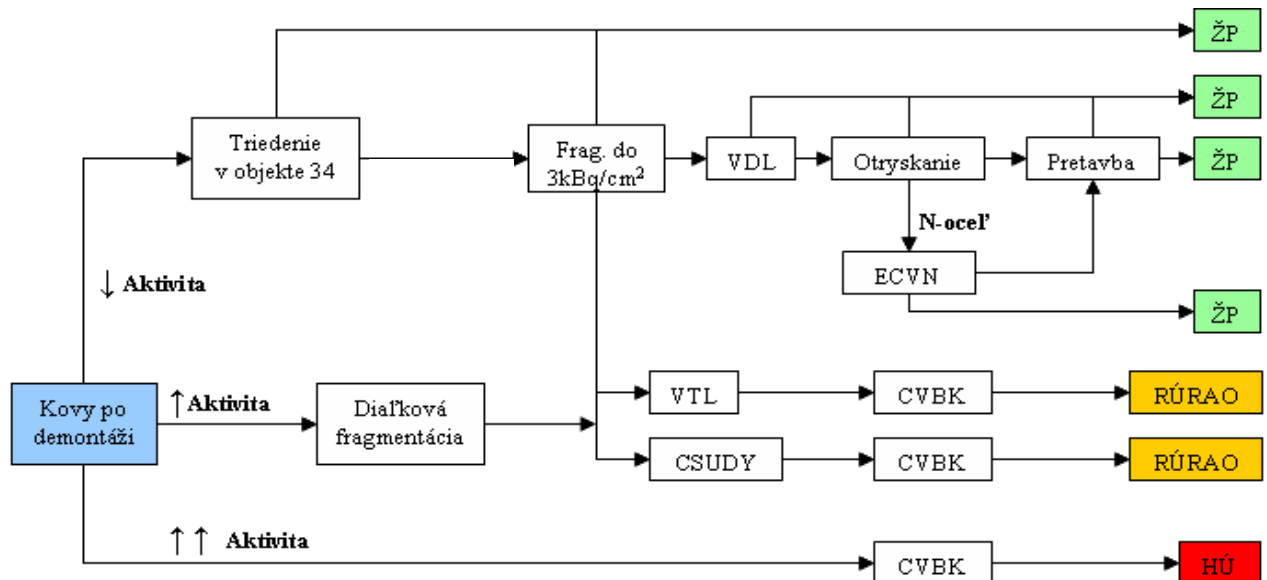 ŽP
ŽP
Triedenie
v objekte 34
Frag. do
3kBq/cm²
VDL
Otryskanie
Pretavba
ŽP
N-oceľ
ECVN
↓ Aktivita
ŽP
Kovy po
demontáži
↑Aktivita
Diaľková
fragmentácia
VTL
CVBK
RÚRAO
CSUDY
CVBK
RÚRAO
↑ ↑ Aktivita
CVBK
HÚ